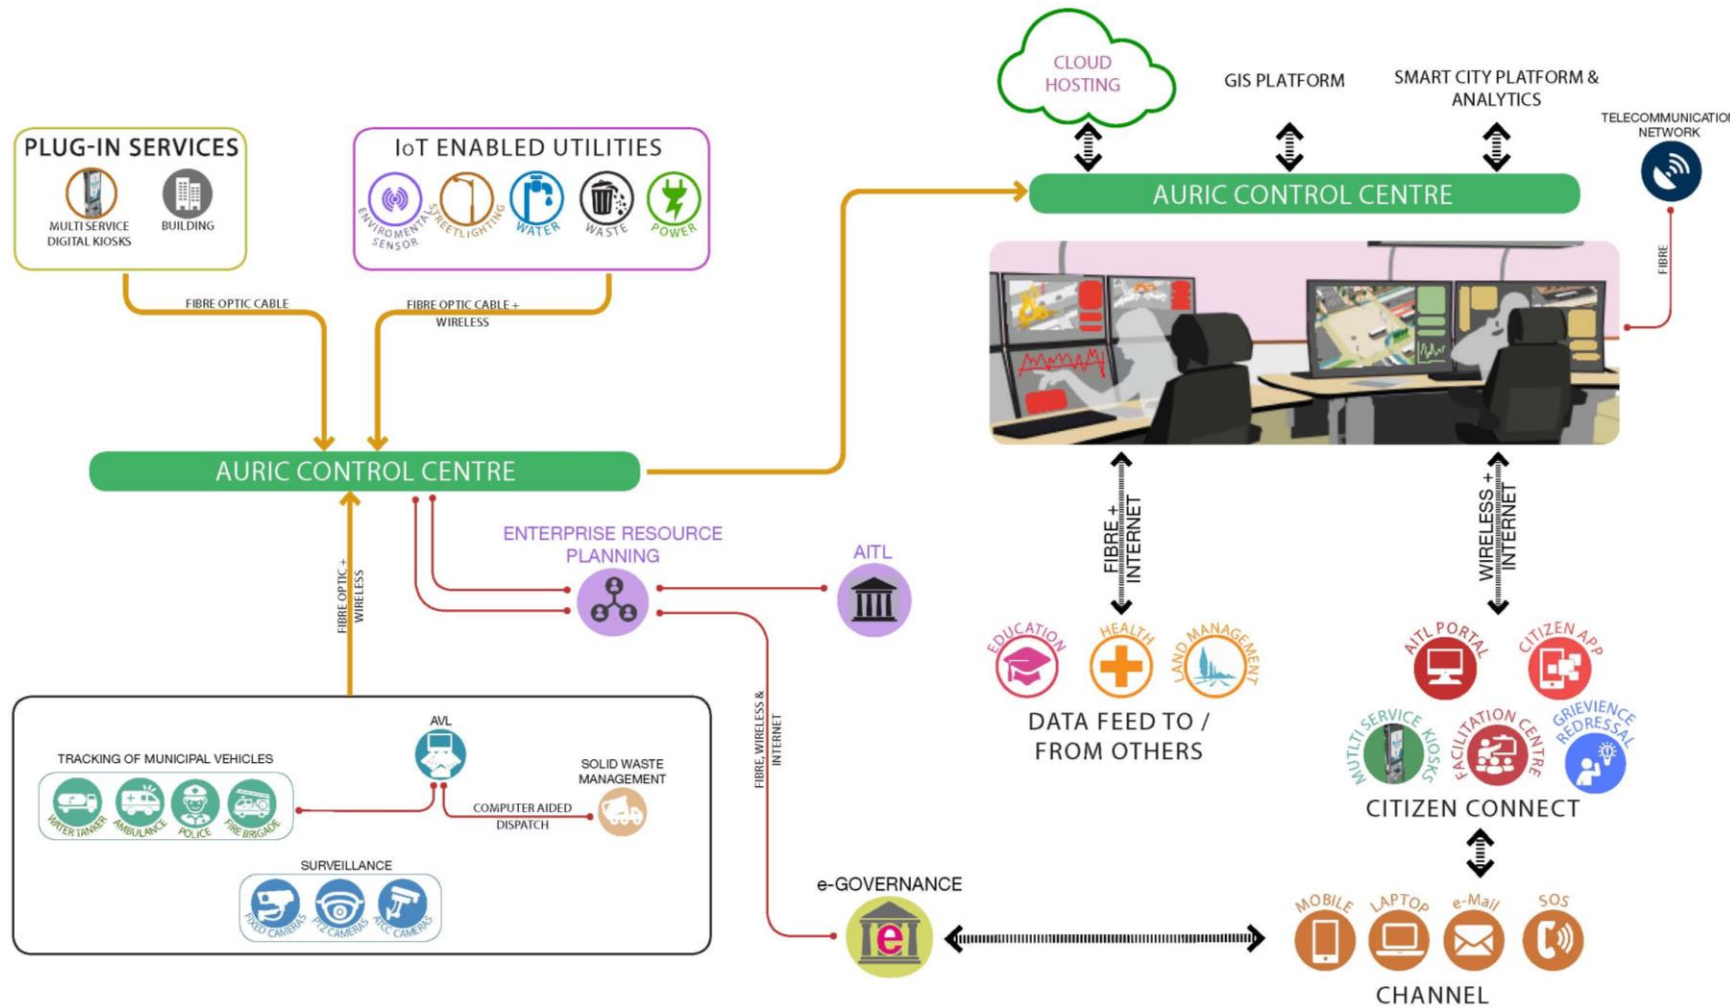 CLOUD
HOSTING
GIS PLATFORM
SMART CITY PLATFORM &
ANALYTICS
TELECOMMUNICATION
NETWORK
PLUG-IN SERVICES
MULTI SERVICE
DIGITAL KIOSKS
BUILDING
IoT ENABLED UTILITIES
ENVIROMENTAL
SENSOR
STREETLIGHTING
WATER
WASTE
POWER
AURIC CONTROL CENTRE
FIBRE
FIBRE OPTIC CABLE
FIBRE OPTIC CABLE +
WIRELESS
AURIC CONTROL CENTRE
FIBRE OPTIC +
WIRELESS
ENTERPRISE RESOURCE
PLANNING
AITL
FIBRE +
INTERNET
WIRELESS +
INTERNET
EDUCATION
HEALTH
LAND MANAGEMENT
DATA FEED TO /
FROM OTHERS
AITL PORTAL
CITIZEN APP
MUTLTI SERVICE
KIOSKS
FACILITATION CENTRE
GRIEVIENCE
REDRESSAL
CITIZEN CONNECT
FIBRE, WIRELESS &
INTERNET
AVL
TRACKING OF MUNICIPAL VEHICLES
WATER TANKER
AMBULANCE
POLICE
FIRE BRIGADE
SOLID WASTE
MANAGEMENT
COMPUTER AIDED
DISPATCH
SURVEILLANCE
FIXED CAMERAS
PTZ CAMERAS
ATCC CAMERAS
e-GOVERNANCE
e
MOBILE
LAPTOP
e-Mail
SOS
CHANNEL